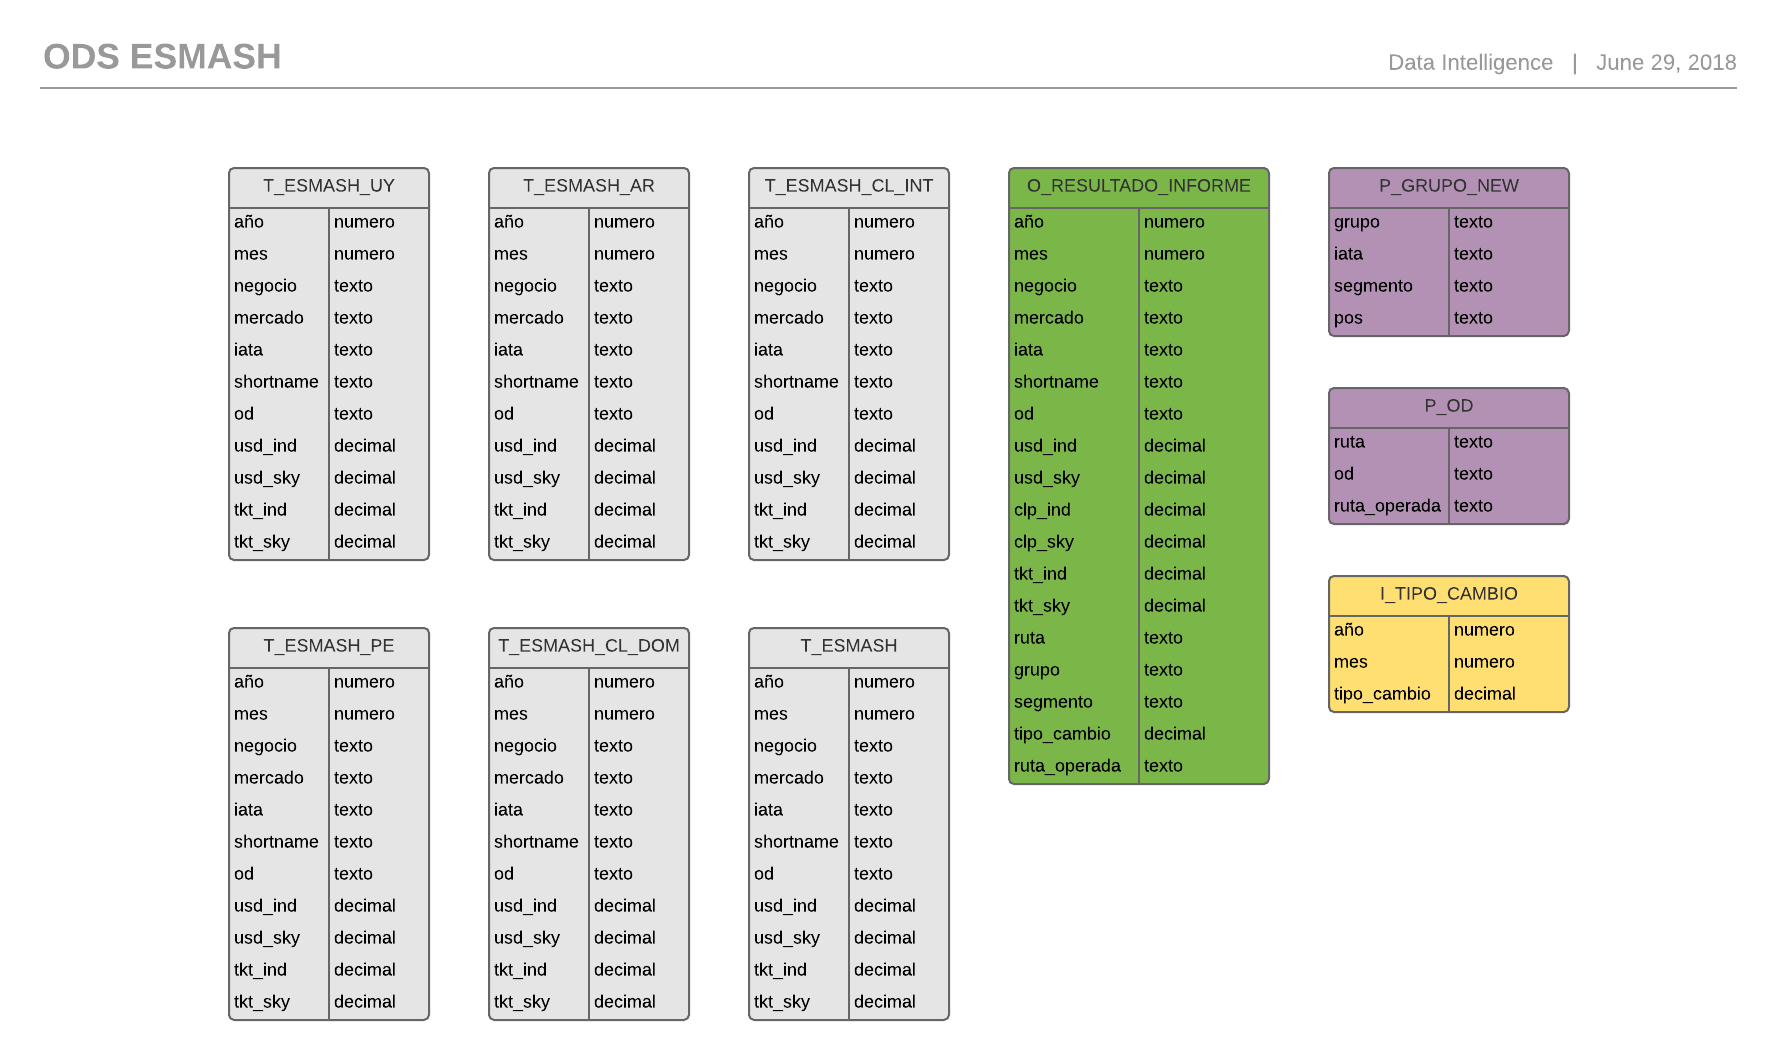 ODS ESMASH
Data Intelligence | June 29, 2018
T_ESMASH_UY
año numero
mes numero
negocio texto
mercado texto
iata texto
shortname texto
od texto
usd_ind decimal
usd_sky decimal
tkt_ind decimal
tkt_sky decimal
T_ESMASH_AR
año numero
mes numero
negocio texto
mercado texto
iata texto
shortname texto
od texto
usd_ind decimal
usd_sky decimal
tkt_ind decimal
tkt_sky decimal
T_ESMASH_CL_INT
año numero
mes numero
negocio texto
mercado texto
iata texto
shortname texto
od texto
usd_ind decimal
usd_sky decimal
tkt_ind decimal
tkt_sky decimal
O_RESULTADO_INFORME
año numero
mes numero
negocio texto
mercado texto
iata texto
shortname texto
od texto
usd_ind decimal
usd_sky decimal
clp_ind decimal
clp_sky decimal
tkt_ind decimal
tkt_sky decimal
ruta texto
grupo texto
segmento texto
tipo_cambio decimal
ruta_operada texto
P_GRUPO_NEW
grupo texto
iata texto
segmento texto
pos texto
P_OD
ruta texto
od texto
ruta_operada texto
I_TIPO_CAMBIO
año numero
mes numero
tipo_cambio decimal
T_ESMASH_PE
año numero
mes numero
negocio texto
mercado texto
iata texto
shortname texto
od texto
usd_ind decimal
usd_sky decimal
tkt_ind decimal
tkt_sky decimal
T_ESMASH_CL_DOM
año numero
mes numero
negocio texto
mercado texto
iata texto
shortname texto
od texto
usd_ind decimal
usd_sky decimal
tkt_ind decimal
tkt_sky decimal
T_ESMASH
año numero
mes numero
negocio texto
mercado texto
iata texto
shortname texto
od texto
usd_ind decimal
usd_sky decimal
tkt_ind decimal
tkt_sky decimal